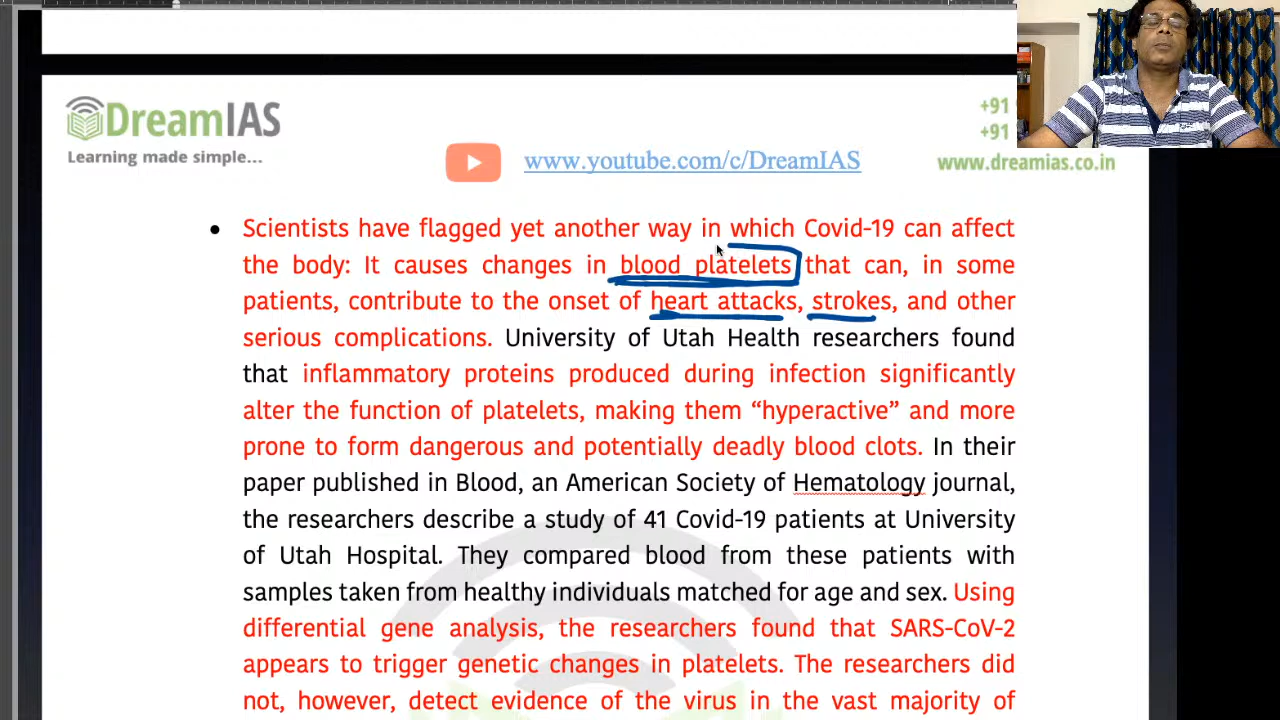 DreamIAS
Learning made simple...
+91
+91
www.youtube.com/c/DreamIAS
www.dreamias.co.in
• Scientists have flagged yet another way in which Covid-19 can affect
the body: It causes changes in blood platelets that can, in some
patients, contribute to the onset of heart attacks, strokes, and other
serious complications. University of Utah Health researchers found
that inflammatory proteins produced during infection significantly
alter the function of platelets, making them “hyperactive” and more
prone to form dangerous and potentially deadly blood clots. In their
paper published in Blood, an American Society of Hematology journal,
the researchers describe a study of 41 Covid-19 patients at University
of Utah Hospital. They compared blood from these patients with
samples taken from healthy individuals matched for age and sex. Using
differential gene analysis, the researchers found that SARS-CoV-2
appears to trigger genetic changes in platelets. The researchers did
not, however, detect evidence of the virus in the vast majority of